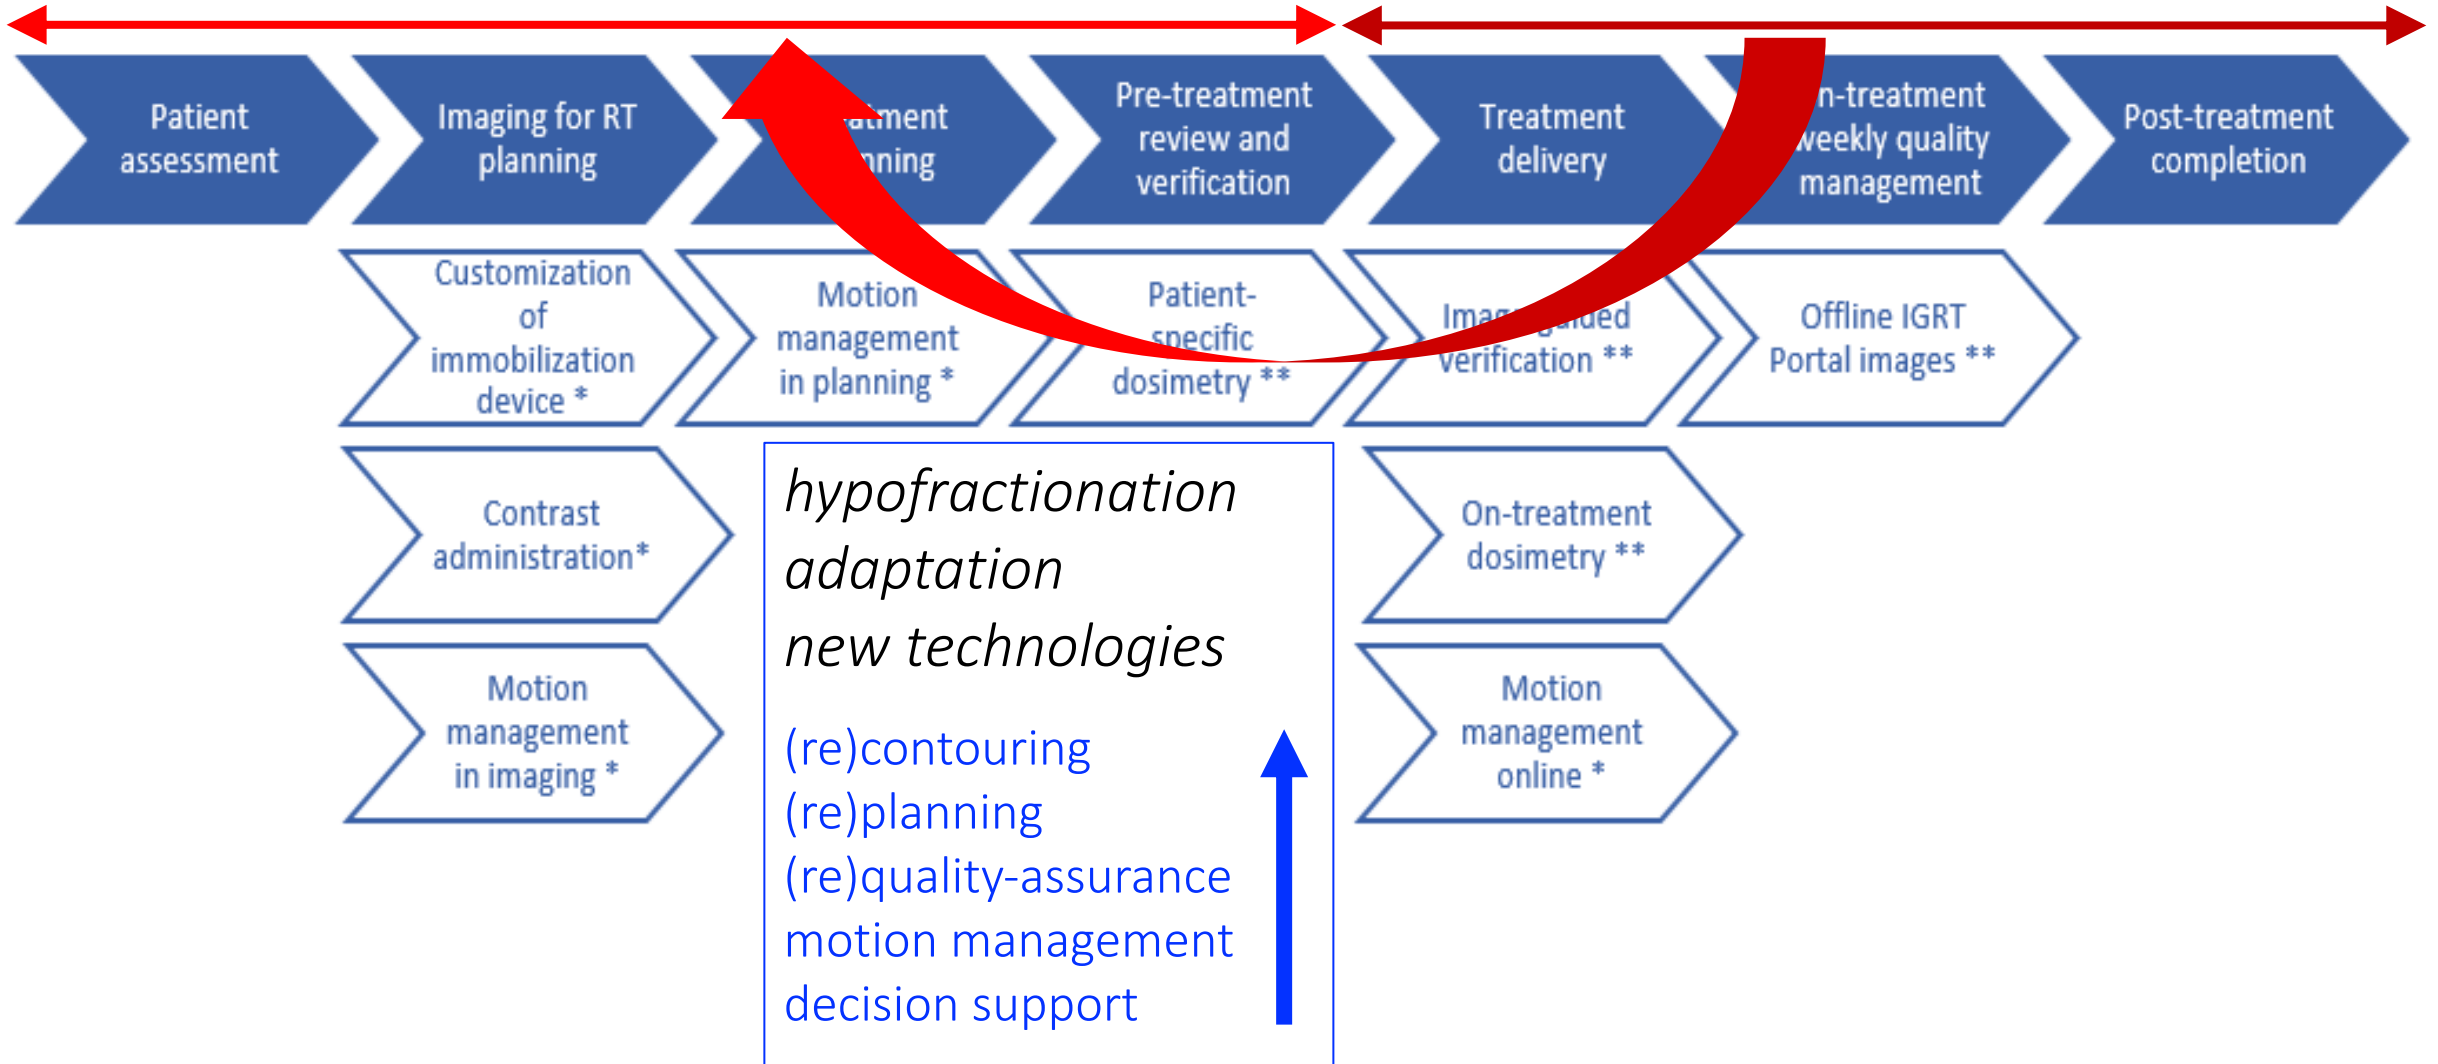 Patient
assessment
Imaging for RT
planning
Pre-treatment
review and
verification
Treatment
delivery
n-treatment
weekly quality
management
Post-treatment
completion
Customization
of
immobilization
device *
Motion
management
in planning *
Patient-
specific
dosimetry **
verification **
Offline IGRT
Portal images **
Contrast
administration*
On-treatment
dosimetry **
Motion
management
in imaging *
Motion
management
online *
hypofractionation
adaptation
new technologies
(re)contouring
(re)planning
(re)quality-assurance
motion management
decision support